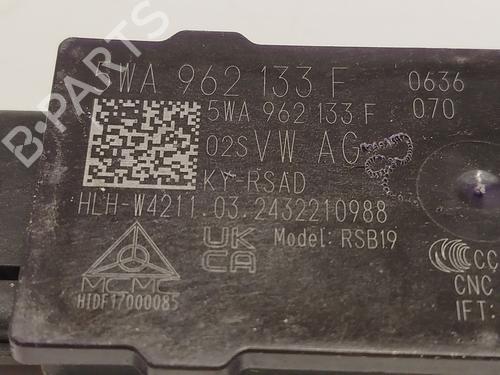 B-PARTS
5WA 962 133 F 0636
5WA 962 133 F 070
02S VW AG
KY-RSAD
HLH-W4211.03.2432210988
UK CA Model: RSB19
MCMC
HIDF17000085
CC
CNC
IFT: